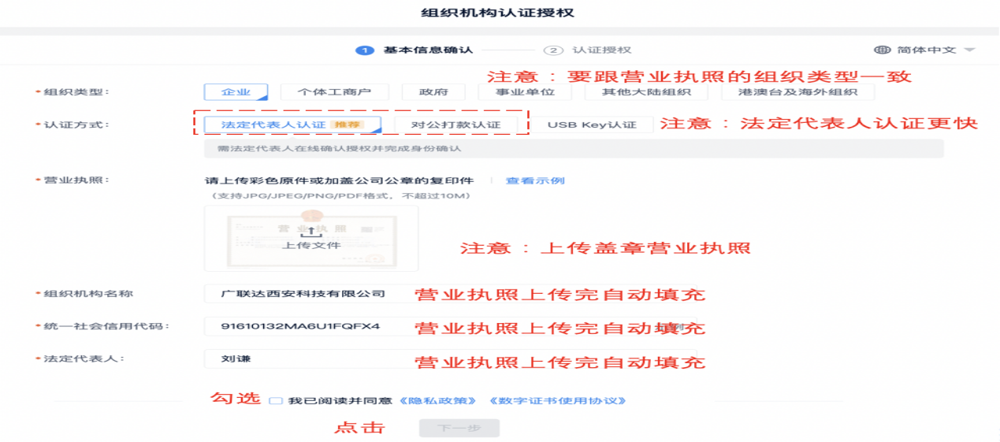 组织机构认证授权
1 基本信息确认 2 认证授权 简体中文
注意：要跟营业执照的组织类型一致
*组织类型： 企业 个体工商户 政府 事业单位 其他大陆组织 港澳台及海外组织
*认证方式： 法定代表人认证 推荐 对公打款认证 USB Key认证 注意：法定代表人认证更快
需法定代表人在线确认授权并完成身份确认
*营业执照： 请上传彩色原件或加盖公司公章的复印件 查看示例
（支持JPG/JPEG/PNG/PDF格式，不超过10M）
营业执照
上传文件 注意：上传盖章营业执照
*组织机构名称 广联达西安科技有限公司 营业执照上传完自动填充
*统一社会信用代码： 91610132MA6U1FQFX4 营业执照上传完自动填充
*法定代表人： 刘谦 营业执照上传完自动填充
勾选 我已阅读并同意《隐私政策》《数字证书使用协议》
点击 下一步